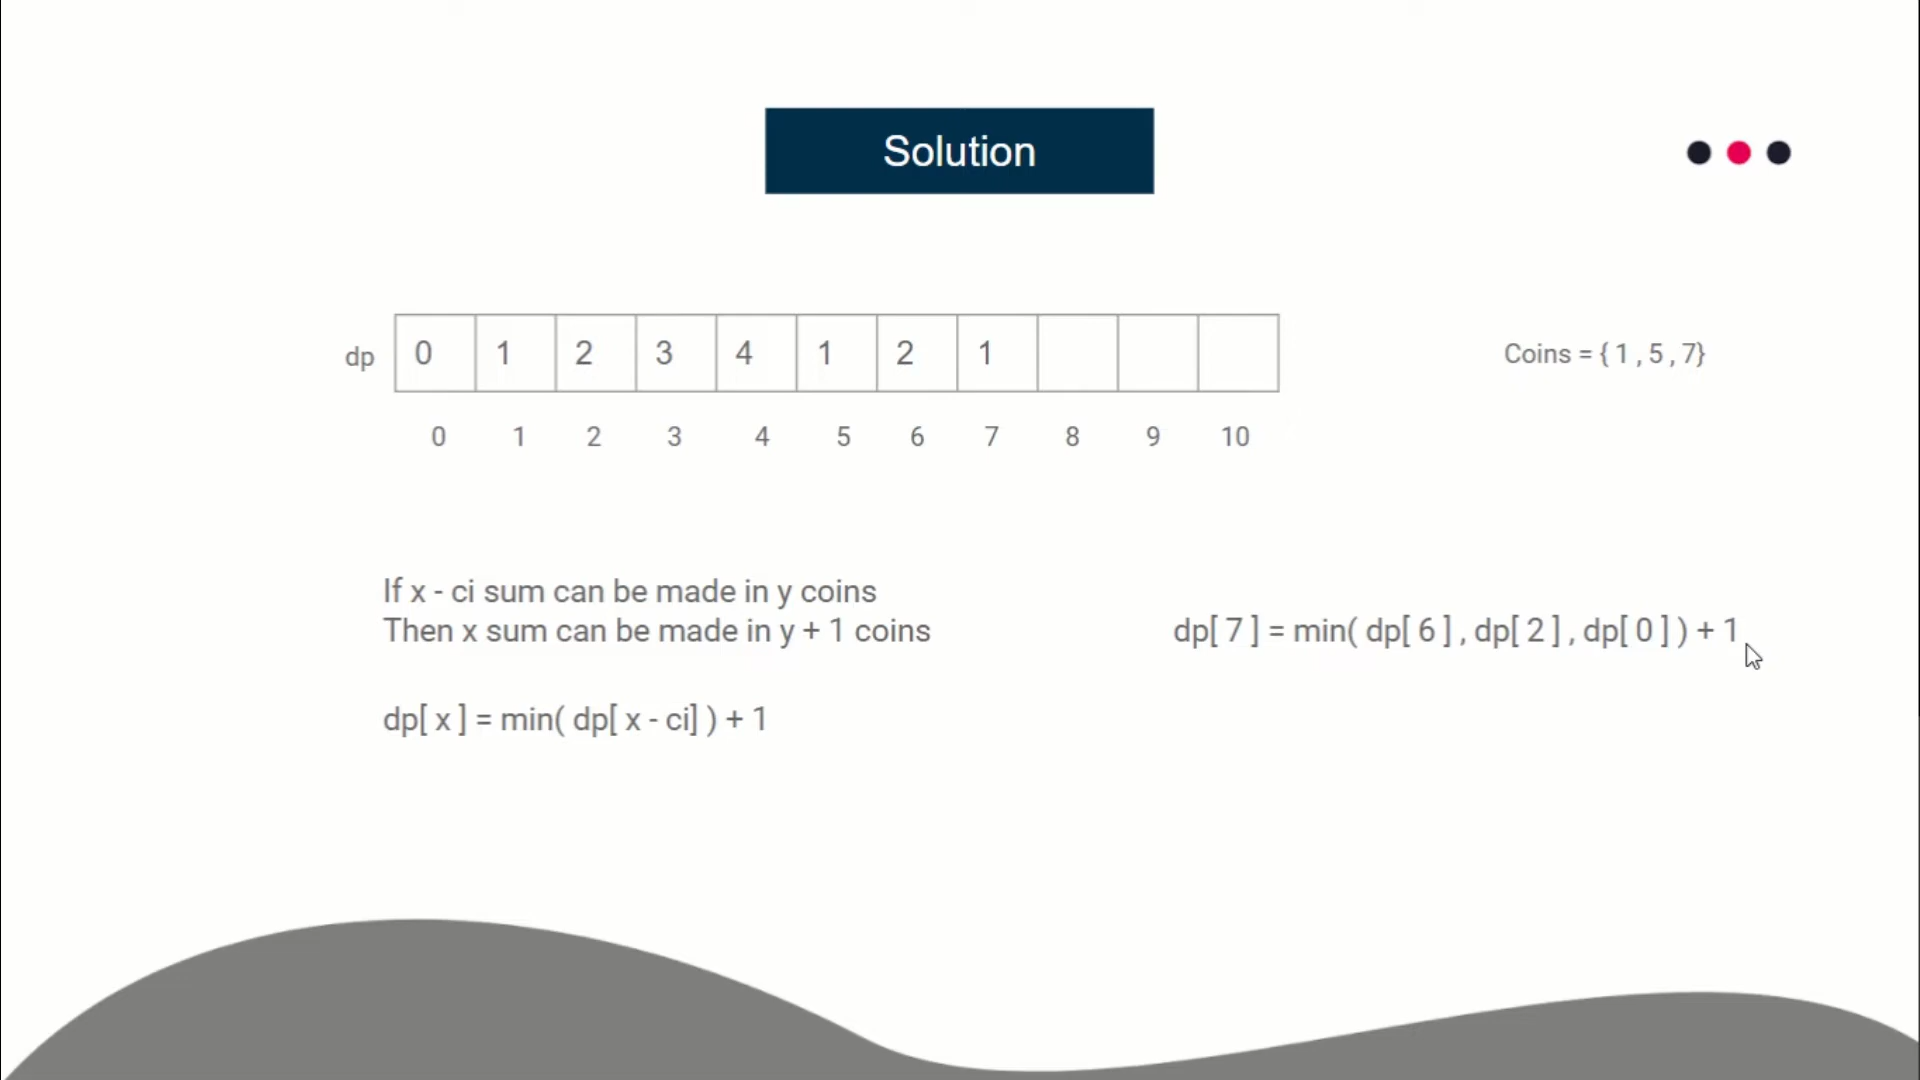 Solution
dp 0 1 2 3 4 1 2 1
Coins = { 1 , 5 , 7}
0 1 2 3 4 5 6 7 8 9 10
If x - ci sum can be made in y coins
Then x sum can be made in y + 1 coins
dp[ 7 ] = min( dp[ 6 ] , dp[ 2 ] , dp[ 0 ] ) + 1
dp[ x ] = min( dp[ x - ci] ) + 1